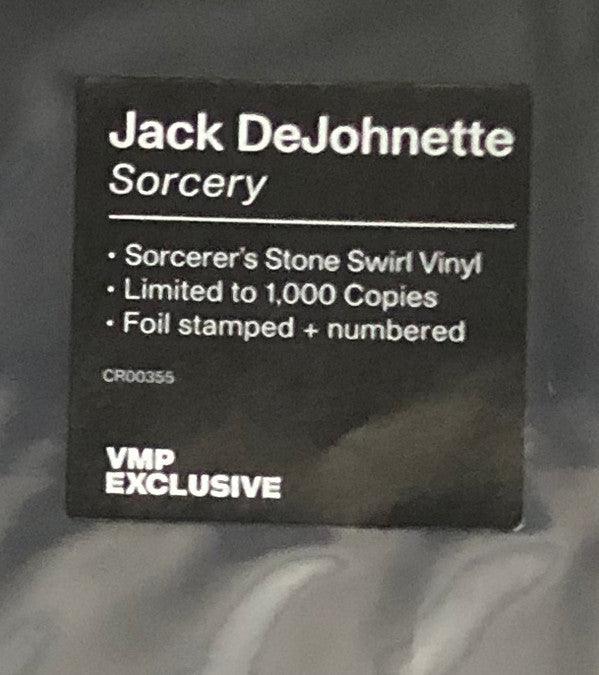 Jack DeJohnette
Sorcery
• Sorcerer's Stone Swirl Vinyl
• Limited to 1,000 Copies
• Foil stamped + numbered
CR00355
VMP
EXCLUSIVE